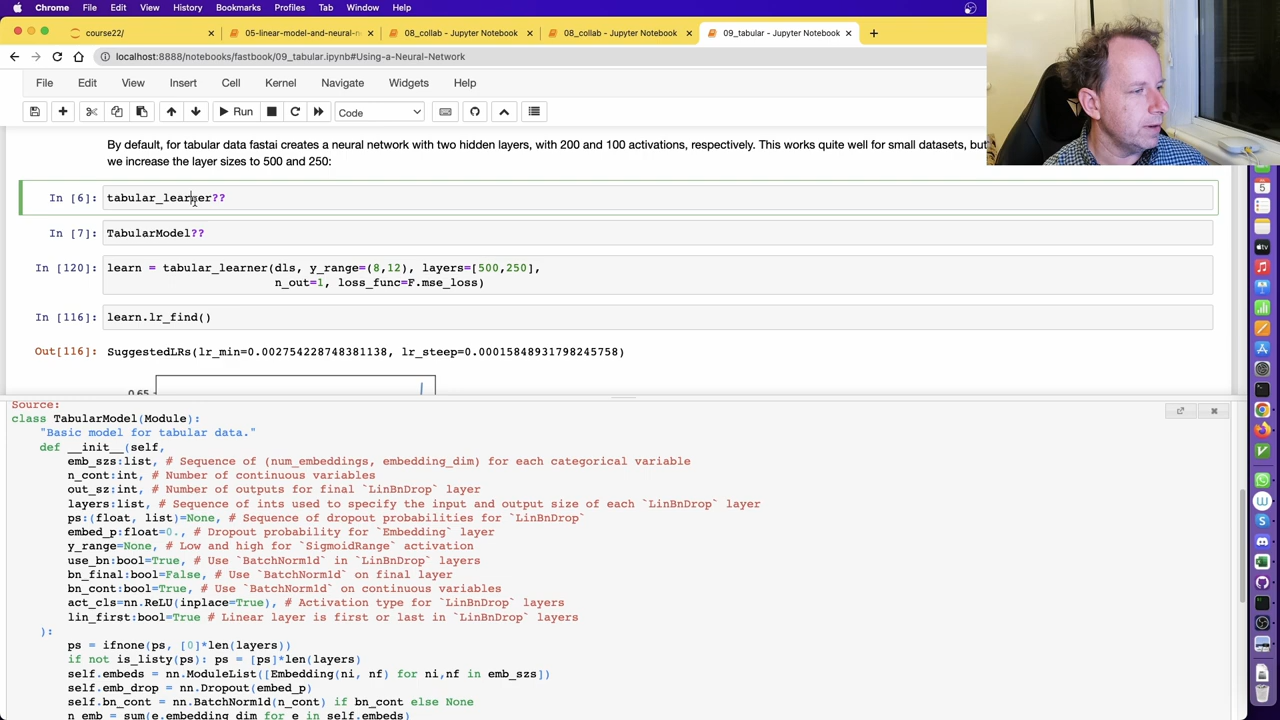 Chrome File Edit View History Bookmarks Profiles Tab Window Help
course22/
05-linear-model-and-neural-n
08_collab - Jupyter Notebook
08_collab - Jupyter Notebook
09_tabular - Jupyter Notebook
localhost:8888/notebooks/fastbook/09_tabular.ipynb#Using-a-Neural-Network
File Edit View Insert Cell Kernel Navigate Widgets Help
Run
Code
By default, for tabular data fastai creates a neural network with two hidden layers, with 200 and 100 activations, respectively. This works quite well for small datasets, but
we increase the layer sizes to 500 and 250:
In [6]: tabular_learner??
In [7]: TabularModel??
In [120]: learn = tabular_learner(dls, y_range=(8,12), layers=[500,250],
n_out=1, loss_func=F.mse_loss)
In [116]: learn.lr_find()
Out[116]: SuggestedLRs(lr_min=0.002754228748381138, lr_steep=0.00015848931798245758)
0.65
Source:
class TabularModel(Module):
"Basic model for tabular data."
def __init__(self,
emb_szs:list, # Sequence of (num_embeddings, embedding_dim) for each categorical variable
n_cont:int, # Number of continuous variables
out_sz:int, # Number of outputs for final `LinBnDrop` layer
layers:list, # Sequence of ints used to specify the input and output size of each `LinBnDrop` layer
ps:(float, list)=None, # Sequence of dropout probabilities for `LinBnDrop`
embed_p:float=0., # Dropout probability for `Embedding` layer
y_range=None, # Low and high for `SigmoidRange` activation
use_bn:bool=True, # Use `BatchNorm1d` in `LinBnDrop` layers
bn_final:bool=False, # Use `BatchNorm1d` on final layer
bn_cont:bool=True, # Use `BatchNorm1d` on continuous variables
act_cls=nn.ReLU(inplace=True), # Activation type for `LinBnDrop` layers
lin_first:bool=True # Linear layer is first or last in `LinBnDrop` layers
):
ps = ifnone(ps, [0]*len(layers))
if not is_listy(ps): ps = [ps]*len(layers)
self.embeds = nn.ModuleList([Embedding(ni, nf) for ni,nf in emb_szs])
self.emb_drop = nn.Dropout(embed_p)
self.bn_cont = nn.BatchNorm1d(n_cont) if bn_cont else None
n_emb = sum(e.embedding_dim for e in self.embeds)